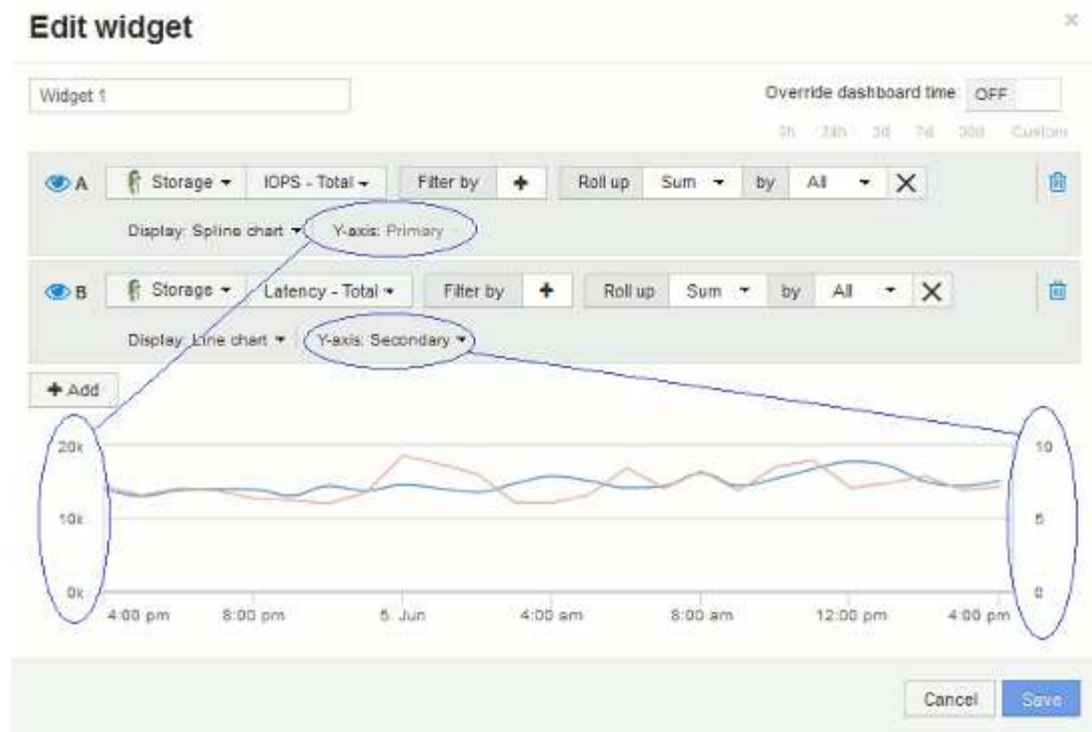 Edit widget
Widget 1
Override dashboard time OFF
3h 24h 3d 7d 30d Custom
A Storage IOPS - Total Filter by + Roll up Sum by All X
Display: Spline chart Y-axis: Primary
B Storage Latency - Total Filter by + Roll up Sum by All X
Display: Line chart Y-axis: Secondary
+ Add
20k 10
10k 5
0k 0
4:00 pm 8:00 pm 5. Jun 4:00 am 8:00 am 12:00 pm 4:00 pm
Cancel Save